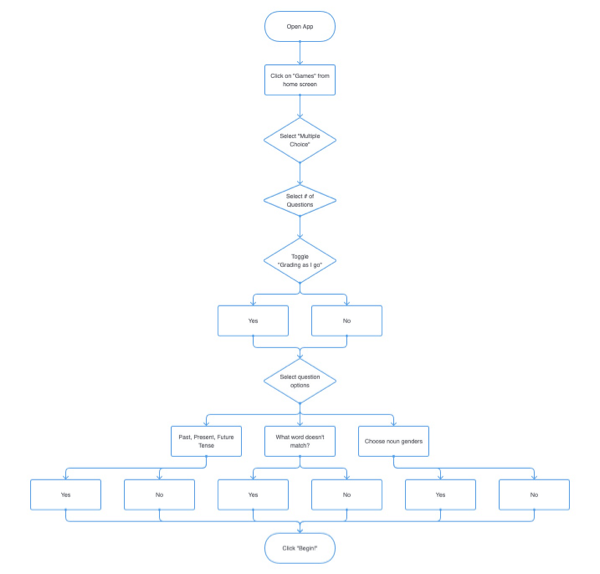 Open App
Click on "Games" from
home screen
Select "Multiple
Choice"
Select # of
Questions
Toggle
"Grading as I go"
Yes
No
Select question
options
Past, Present, Future
Tense
What word doesn't
match?
Choose noun genders
Yes
No
Yes
No
Yes
No
Click "Begin!"